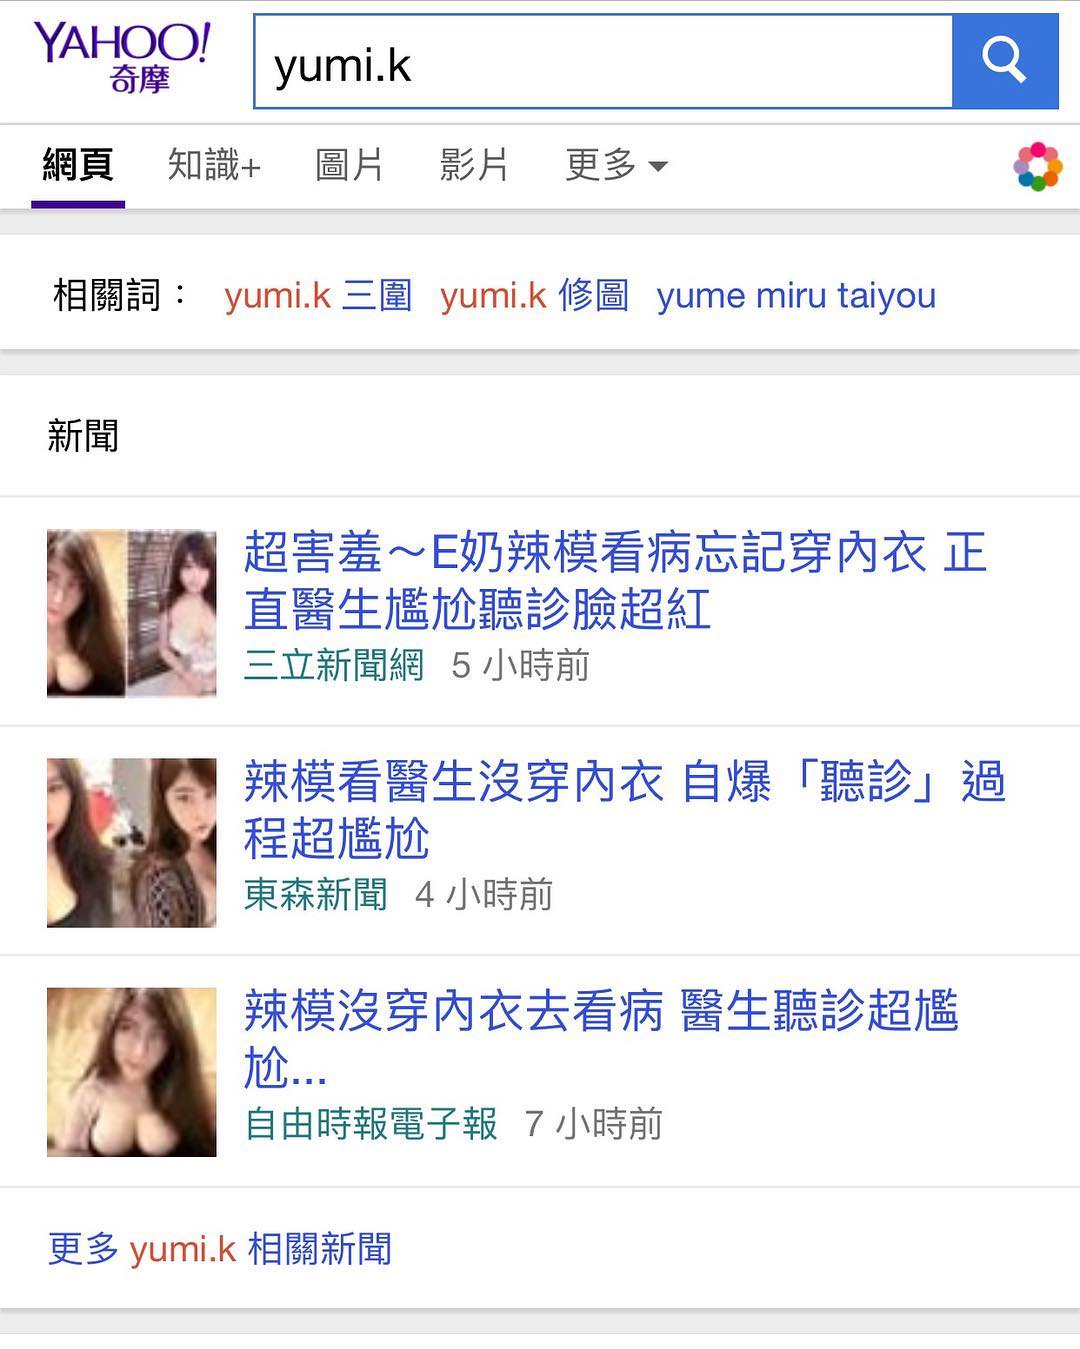 YAHOO!
奇摩
yumi.k
網頁 知識+ 圖片 影片 更多
相關詞： yumi.k 三圍 yumi.k 修圖 yume miru taiyou
新聞
超害羞～E奶辣模看病忘記穿內衣 正
直醫生尷尬聽診臉超紅
三立新聞網 5 小時前
辣模看醫生沒穿內衣 自爆「聽診」過
程超尷尬
東森新聞 4 小時前
辣模沒穿內衣去看病 醫生聽診超尷
尬...
自由時報電子報 7 小時前
更多 yumi.k 相關新聞